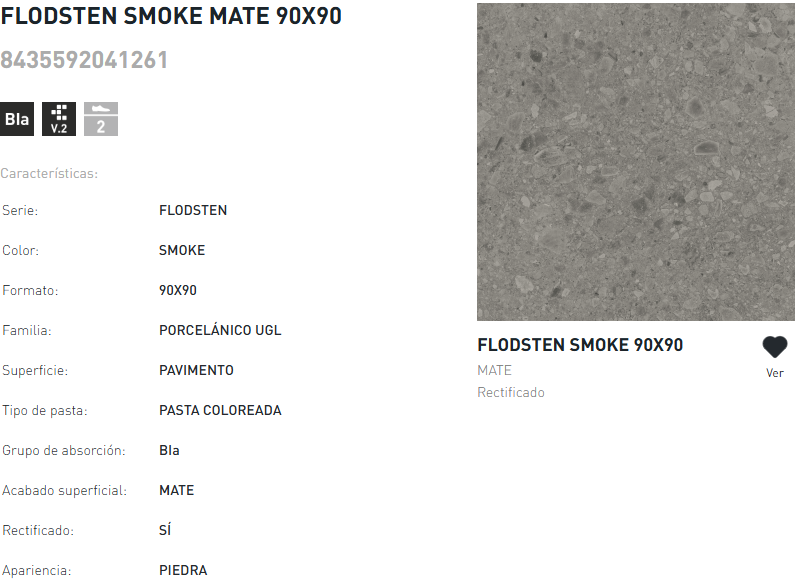 FLODSTEN SMOKE MATE 90X90
8435592041261
BIa
V.2
2
Características:
Serie: FLODSTEN
Color: SMOKE
Formato: 90X90
Familia: PORCELÁNICO UGL
Superficie: PAVIMENTO
Tipo de pasta: PASTA COLOREADA
Grupo de absorción: BIa
Acabado superficial: MATE
Rectificado: SÍ
Apariencia: PIEDRA
FLODSTEN SMOKE 90X90
MATE
Rectificado
Ver